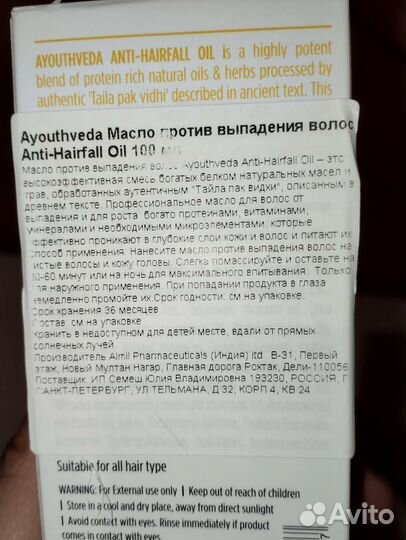 AYOUTHVEDA ANTI-HAIRFALL OIL is a highly potent
blend of protein rich natural oils & herbs processed by
authentic 'Taila pak vidhi' described in ancient text. This
Ayouthveda Масло против выпадения волос
Anti-Hairfall Oil 100 мл
Масло против выпадения волос Ayouthveda Anti-Hairfall Oil – это
высокоэффективная смесь богатых белком натуральных масел и
трав, обработанных аутентичным "Тайла пак видхи", описанным в
древнем тексте. Профессиональное масло для волос от
выпадения и для роста богато протеинами, витаминами,
минералами и необходимыми микроэлементами, которые
эффективно проникают в глубокие слои кожи и волос и питают их
Способ применения. Нанесите масло против выпадения волос на
чистые волосы и кожу головы. Слегка помассируйте и оставьте на
30-60 минут или на ночь для максимального впитывания. Только
для наружного применения. При попадании продукта в глаза
немедленно промойте их.Срок годности: см на упаковке
Срок хранения 36 месяцев
Состав: см на упаковке
Хранить в недоступном для детей месте, вдали от прямых
солнечных лучей
Производитель Aimil Pharmaceuticals (Индия) ltd B-31, Первый
этаж, Новый Мултан Нагар, Главная дорога Рохтак, Дели-110056
Поставщик: ИП Семеш Юлия Владимировна 193230, РОССИЯ, Г
САНКТ-ПЕТЕРБУРГ, УЛ ТЕЛЬМАНА, Д 32, КОРП 4, КВ 24
Suitable for all hair type
WARNING: For External use only | Keep out of reach of children
| Store in a cool and dry place, away from direct sunlight
| Avoid contact with eyes. Rinse immediately if product
comes in contact with eyes.
Avito